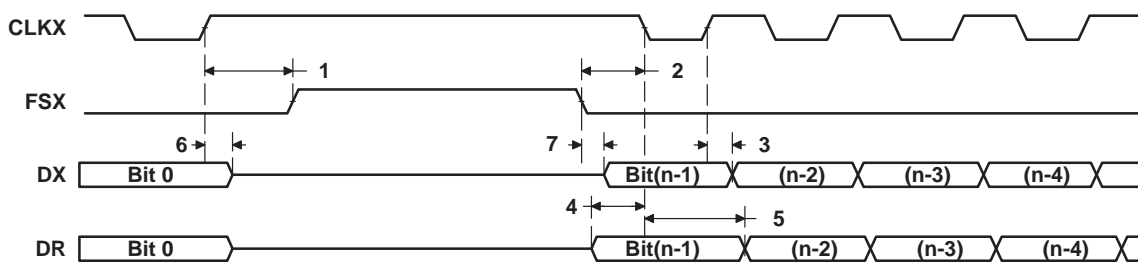 CLKX
1 2
FSX
6 7 3
DX Bit 0 Bit(n-1) (n-2) (n-3) (n-4)
4 5
DR Bit 0 Bit(n-1) (n-2) (n-3) (n-4)